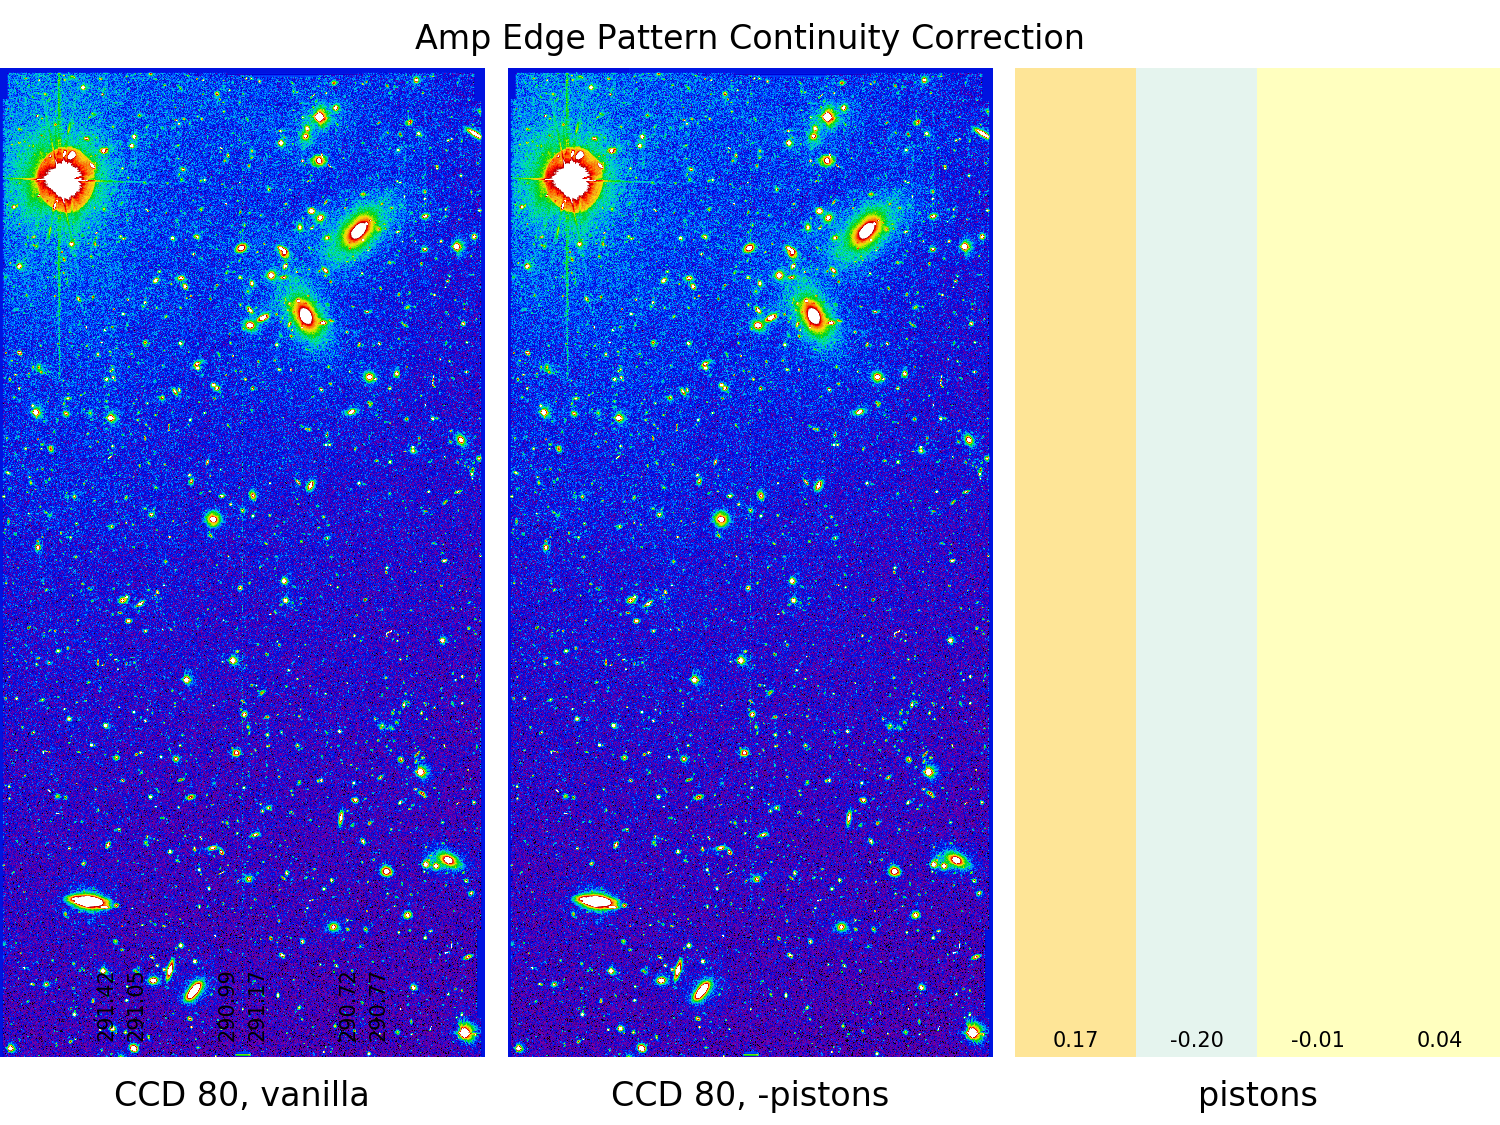 Amp Edge Pattern Continuity Correction
291.42
291.05
290.99
291.17
290.72
290.77
0.17 -0.20 -0.01 0.04
CCD 80, vanilla CCD 80, -pistons pistons